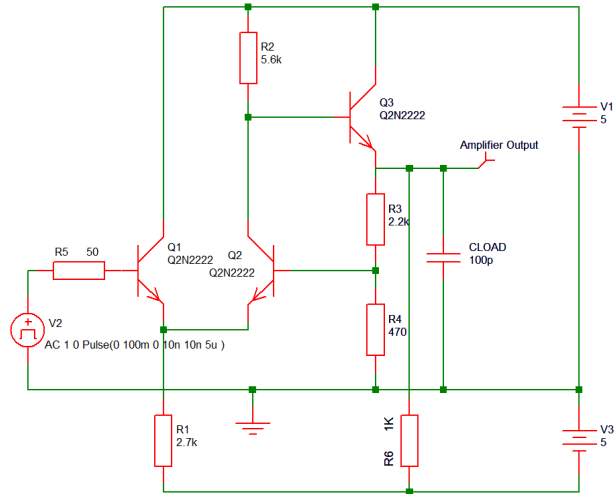 R2
5.6k
Q3
Q2N2222
V1
5
Amplifier Output
R3
2.2k
R5 50
Q1
Q2N2222
Q2
Q2N2222
CLOAD
100p
V2
AC 1 0 Pulse(0 100m 0 10n 10n 5u )
R4
470
R1
2.7k
R6 1K
V3
5